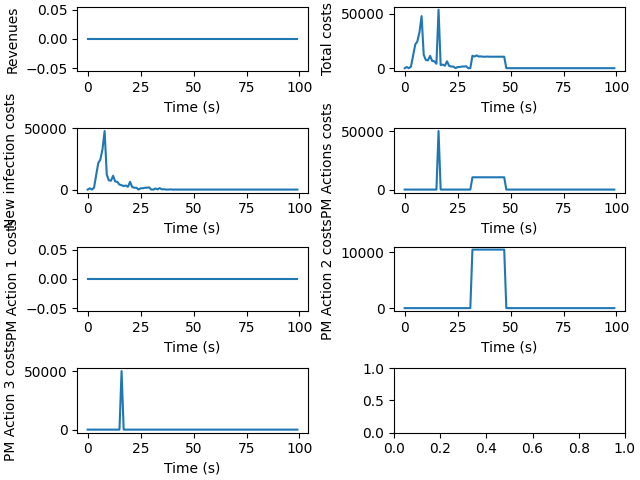 Revenues
0.05
0.00
−0.05
0 25 50 75 100
Time (s)
Total costs
50000
0
0 25 50 75 100
Time (s)
New infection costs
50000
0
0 25 50 75 100
Time (s)
PM Actions costs
50000
0
0 25 50 75 100
Time (s)
PM Action 1 costs
0.05
0.00
−0.05
0 25 50 75 100
Time (s)
PM Action 2 costs
10000
0
0 25 50 75 100
Time (s)
PM Action 3 costs
50000
0
0 25 50 75 100
Time (s)
1.0
0.5
0.0
0.0 0.2 0.4 0.6 0.8 1.0